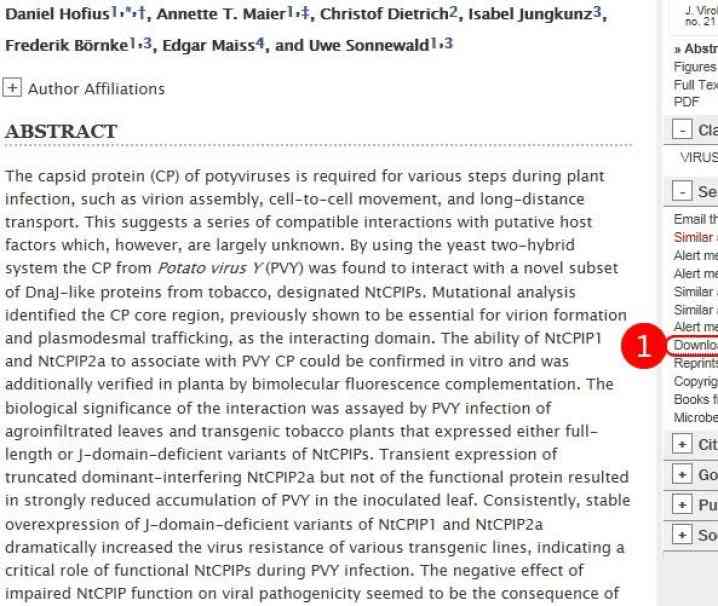 Daniel Hofius1,*,†, Annette T. Maier1,‡, Christof Dietrich2, Isabel Jungkunz3,
Frederik Börnke1,3, Edgar Maiss4, and Uwe Sonnewald1,3
+ Author Affiliations
ABSTRACT
The capsid protein (CP) of potyviruses is required for various steps during plant
infection, such as virion assembly, cell-to-cell movement, and long-distance
transport. This suggests a series of compatible interactions with putative host
factors which, however, are largely unknown. By using the yeast two-hybrid
system the CP from Potato virus Y (PVY) was found to interact with a novel subset
of DnaJ-like proteins from tobacco, designated NtCPIPs. Mutational analysis
identified the CP core region, previously shown to be essential for virion formation
and plasmodesmal trafficking, as the interacting domain. The ability of NtCPIP1
and NtCPIP2a to associate with PVY CP could be confirmed in vitro and was
additionally verified in planta by bimolecular fluorescence complementation. The
biological significance of the interaction was assayed by PVY infection of
agroinfiltrated leaves and transgenic tobacco plants that expressed either full-
length or J-domain-deficient variants of NtCPIPs. Transient expression of
truncated dominant-interfering NtCPIP2a but not of the functional protein resulted
in strongly reduced accumulation of PVY in the inoculated leaf. Consistently, stable
overexpression of J-domain-deficient variants of NtCPIP1 and NtCPIP2a
dramatically increased the virus resistance of various transgenic lines, indicating a
critical role of functional NtCPIPs during PVY infection. The negative effect of
impaired NtCPIP function on viral pathogenicity seemed to be the consequence of
J. Virol
no. 21
» Abstr
Figures
Full Tex
PDF
- Cla
VIRUS
- Se
Email th
Similar a
Alert me
Alert me
Similar a
Similar a
Alert me
1
Downloa
Reprints
Copyrig
Books f
Microbe
+ Cit
+ Go
+ Pu
+ So